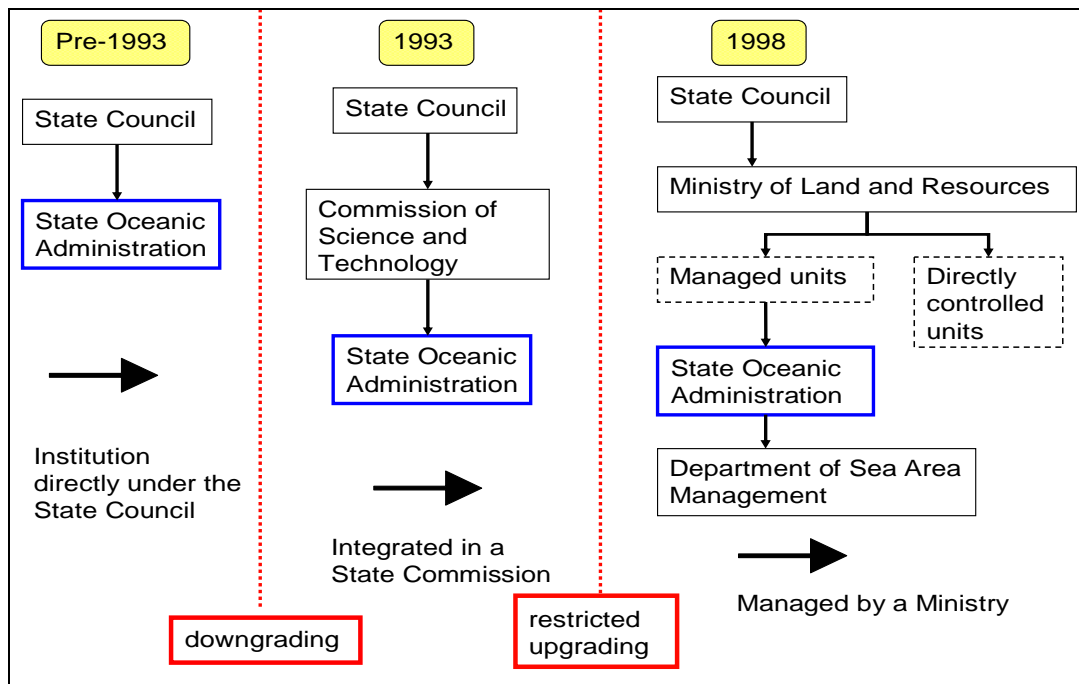 Pre-1993
State Council
State Oceanic
Administration
Institution
directly under the
State Council
downgrading
1993
State Council
Commission of
Science and
Technology
State Oceanic
Administration
Integrated in a
State Commission
restricted
upgrading
1998
State Council
Ministry of Land and Resources
Managed units
Directly
controlled
units
State Oceanic
Administration
Department of Sea Area
Management
Managed by a Ministry